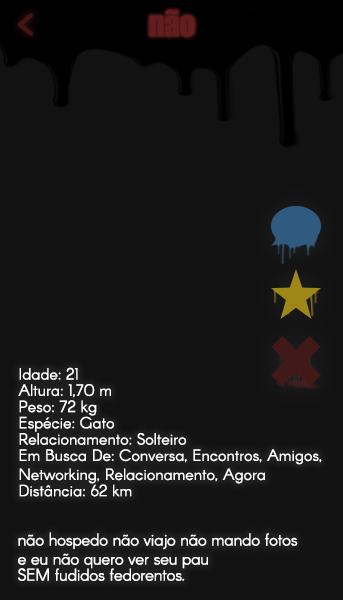 não
Idade: 21
Altura: 1,70 m
Peso: 72 kg
Espécie: Gato
Relacionamento: Solteiro
Em Busca De: Conversa, Encontros, Amigos,
Networking, Relacionamento, Agora
Distância: 62 km
não hospedo não viajo não mando fotos
e eu não quero ver seu pau
SEM fudidos fedorentos.